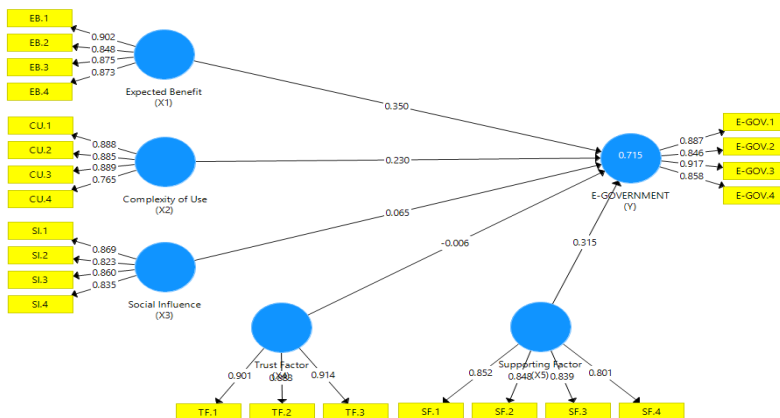 EB.1
EB.2
EB.3
EB.4
0.902
0.848
0.875
0.873
Expected Benefit
(X1)
0.350
CU.1
CU.2
CU.3
CU.4
0.888
0.885
0.889
0.765
Complexity of Use
(X2)
0.230
SI.1
SI.2
SI.3
SI.4
0.869
0.823
0.860
0.835
Social Influence
(X3)
0.065
0.715
E-GOVERNMENT
(Y)
0.887
0.846
0.917
0.858
E-GOV.1
E-GOV.2
E-GOV.3
E-GOV.4
-0.006
0.315
Trust Factor
(X4)
0.901
0.914
TF.1
TF.2
TF.3
Supporting Factor
(X5)
0.852
0.848
0.839
0.801
SF.1
SF.2
SF.3
SF.4